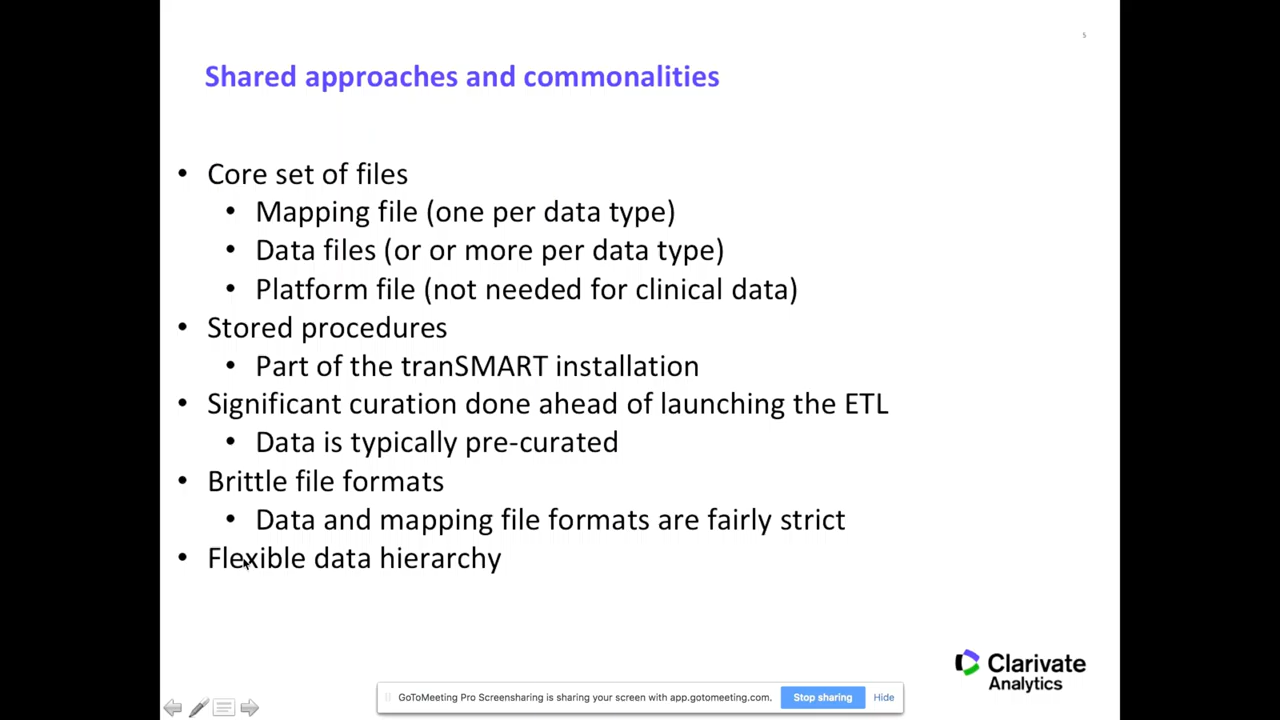 5
Shared approaches and commonalities
• Core set of files
• Mapping file (one per data type)
• Data files (or or more per data type)
• Platform file (not needed for clinical data)
• Stored procedures
• Part of the tranSMART installation
• Significant curation done ahead of launching the ETL
• Data is typically pre-curated
• Brittle file formats
• Data and mapping file formats are fairly strict
• Flexible data hierarchy
Clarivate
Analytics
GoToMeeting Pro Screensharing is sharing your screen with app.gotomeeting.com. Stop sharing Hide